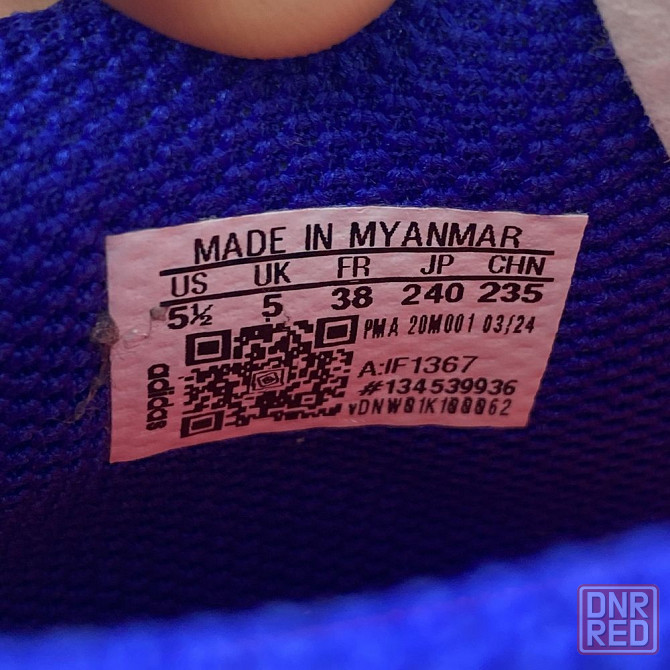 MADE IN MYANMAR
US UK FR JP CHN
5½ 5 38 240 235
PMA 20M001 03/24
A:IF1367
#134539936
vDNW01K100062
adidas
DNR
RED